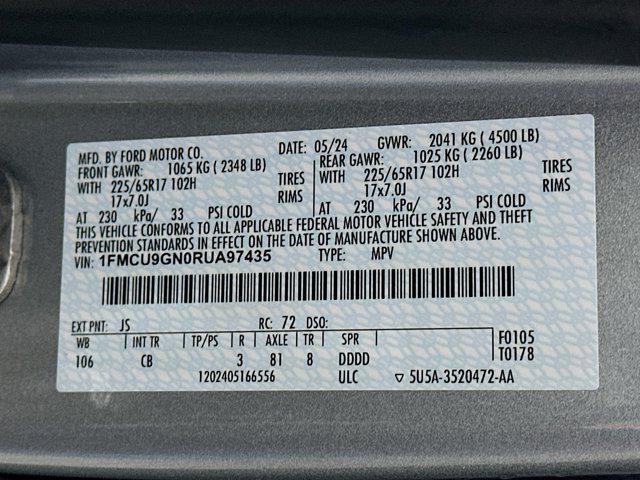 MFD. BY FORD MOTOR CO. DATE: 05/24 GVWR: 2041 KG ( 4500 LB)
FRONT GAWR: 1065 KG ( 2348 LB) REAR GAWR: 1025 KG ( 2260 LB)
WITH 225/65R17 102H TIRES WITH 225/65R17 102H TIRES
17x7.0J RIMS 17x7.0J RIMS
AT 230 kPa/ 33 PSI COLD AT 230 kPa/ 33 PSI COLD
THIS VEHICLE CONFORMS TO ALL APPLICABLE FEDERAL MOTOR VEHICLE SAFETY AND THEFT
PREVENTION STANDARDS IN EFFECT ON THE DATE OF MANUFACTURE SHOWN ABOVE.
VIN: 1FMCU9GN0RUA97435 TYPE: MPV
EXT PNT: JS RC: 72 DSO:
WB INT TR TP/PS R AXLE TR SPR F0105
106 CB 3 81 8 DDDD T0178
1202405166556 ULC ▽ 5U5A-3520472-AA